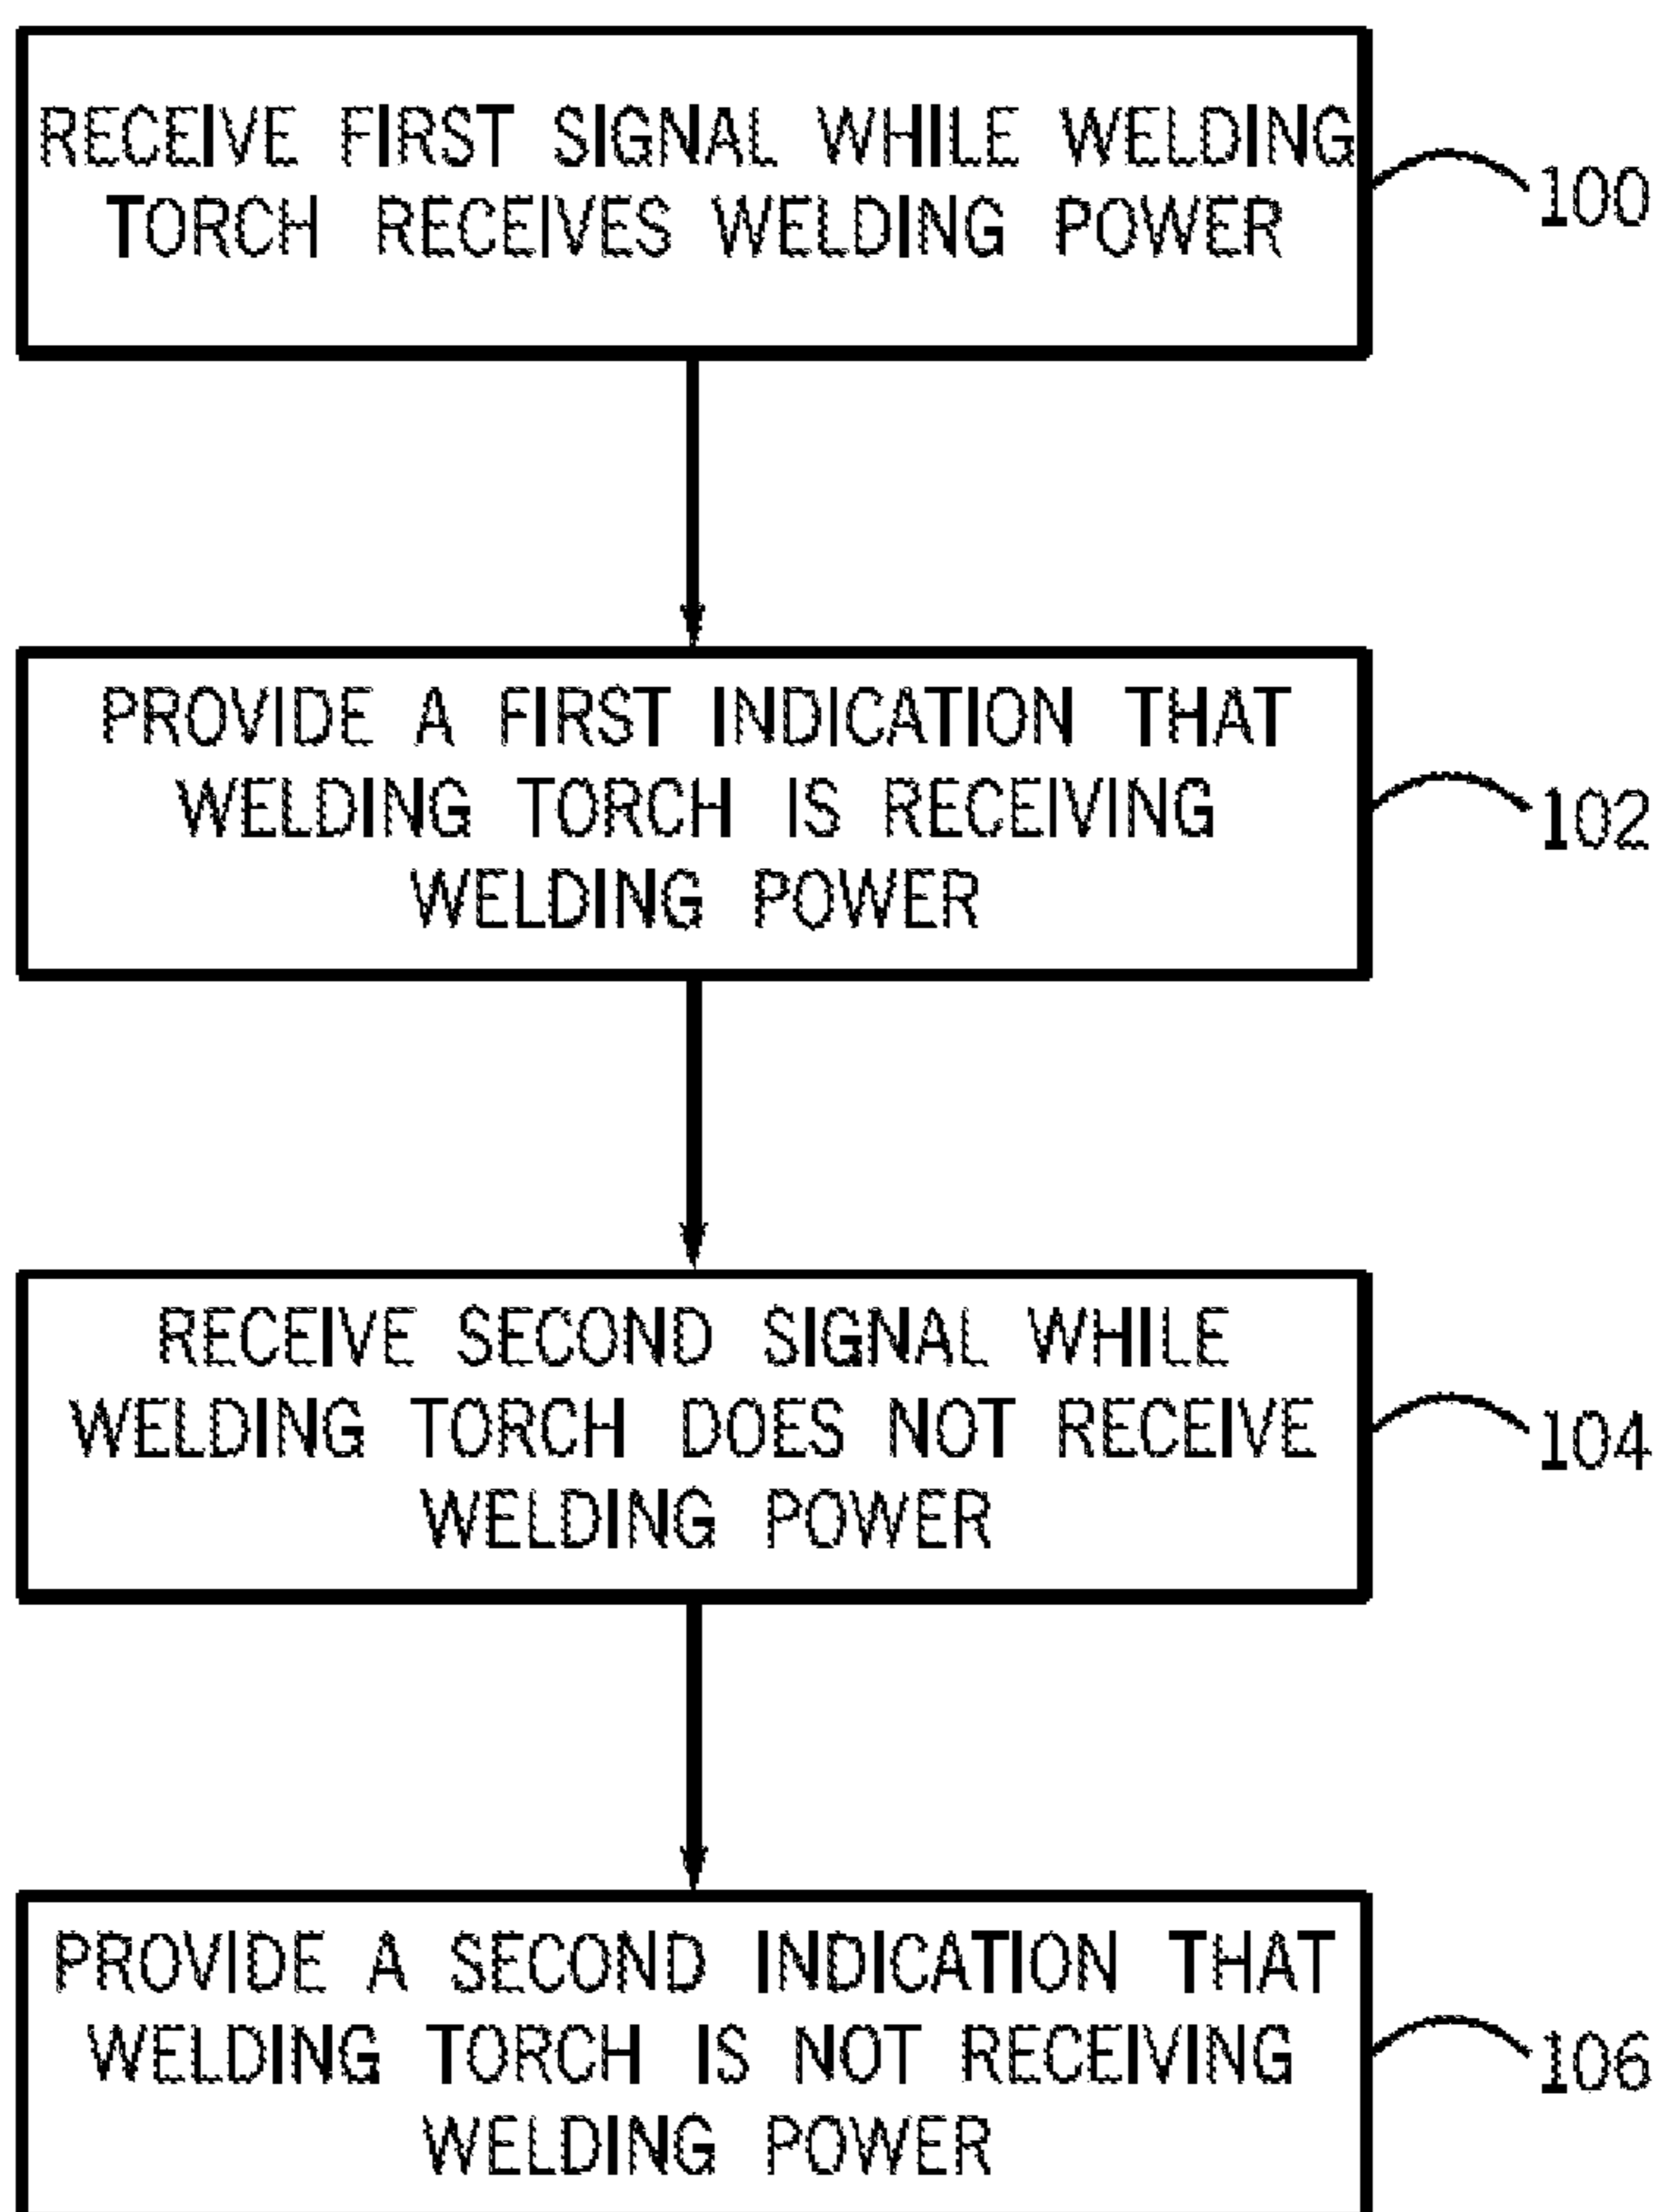 RECEIVE FIRST SIGNAL WHILE WELDING
TORCH RECEIVES WELDING POWER
100
PROVIDE A FIRST INDICATION THAT
WELDING TORCH IS RECEIVING
WELDING POWER
102
RECEIVE SECOND SIGNAL WHILE
WELDING TORCH DOES NOT RECEIVE
WELDING POWER
104
PROVIDE A SECOND INDICATION THAT
WELDING TORCH IS NOT RECEIVING
WELDING POWER
106